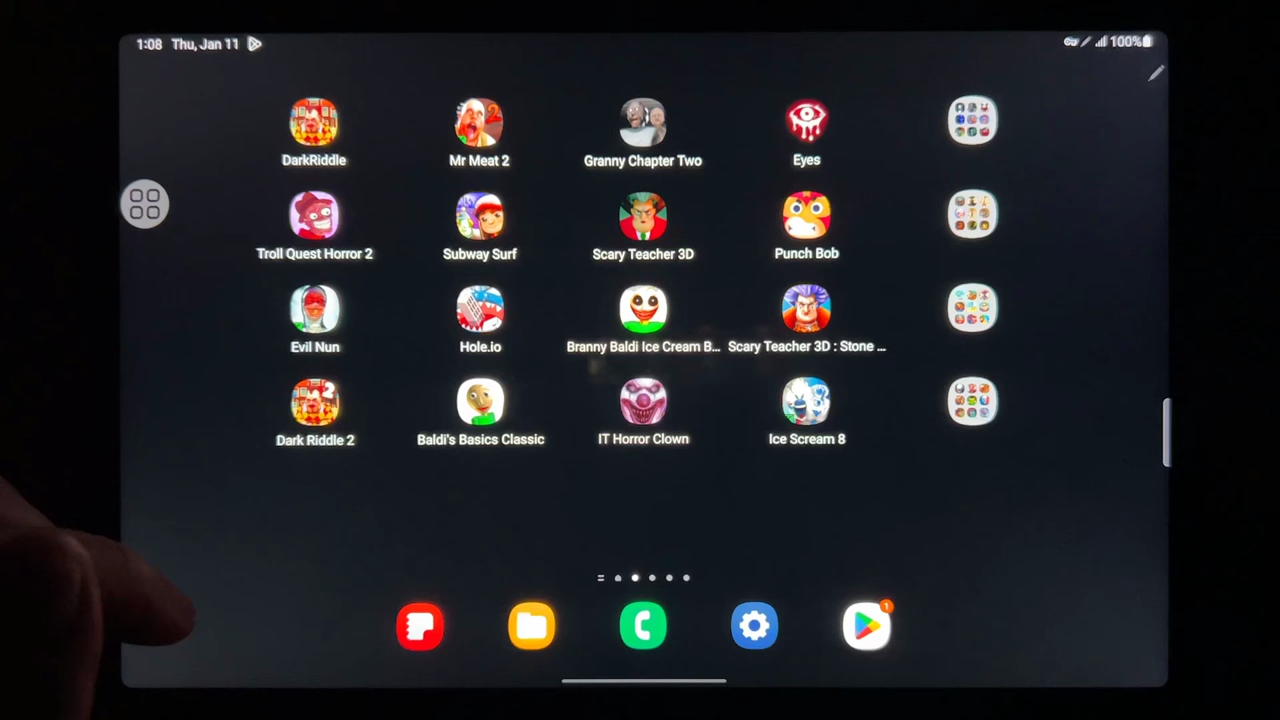 1:08 Thu, Jan 11
100%
DarkRiddle
Mr Meat 2
Granny Chapter Two
Eyes
Troll Quest Horror 2
Subway Surf
Scary Teacher 3D
Punch Bob
Evil Nun
Hole.io
Branny Baldi Ice Cream B...
Scary Teacher 3D : Stone ...
Dark Riddle 2
Baldi's Basics Classic
IT Horror Clown
Ice Scream 8
1